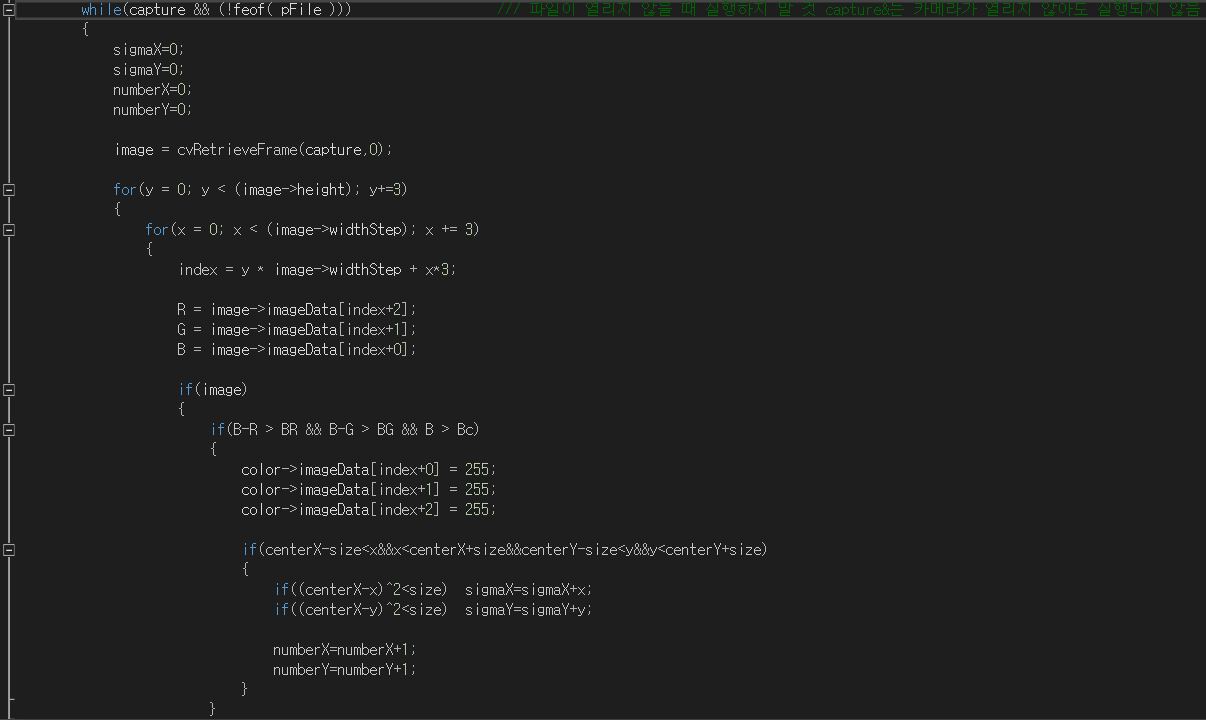 while(capture && (!feof( pFile ))) /// 파일이 열리지 않을 때 실행하지 말 것 capture&는 카메라가 열리지 않아도 실행되지 않음
{
sigmaX=0;
sigmaY=0;
numberX=0;
numberY=0;
image = cvRetrieveFrame(capture,0);
for(y = 0; y < (image->height); y+=3)
{
for(x = 0; x < (image->widthStep); x += 3)
{
index = y * image->widthStep + x*3;
R = image->imageData[index+2];
G = image->imageData[index+1];
B = image->imageData[index+0];
if(image)
{
if(B-R > BR && B-G > BG && B > Bc)
{
color->imageData[index+0] = 255;
color->imageData[index+1] = 255;
color->imageData[index+2] = 255;
if(centerX-size<x&&x<centerX+size&&centerY-size<y&&y<centerY+size)
{
if((centerX-x)^2<size) sigmaX=sigmaX+x;
if((centerX-y)^2<size) sigmaY=sigmaY+y;
numberX=numberX+1;
numberY=numberY+1;
}
}